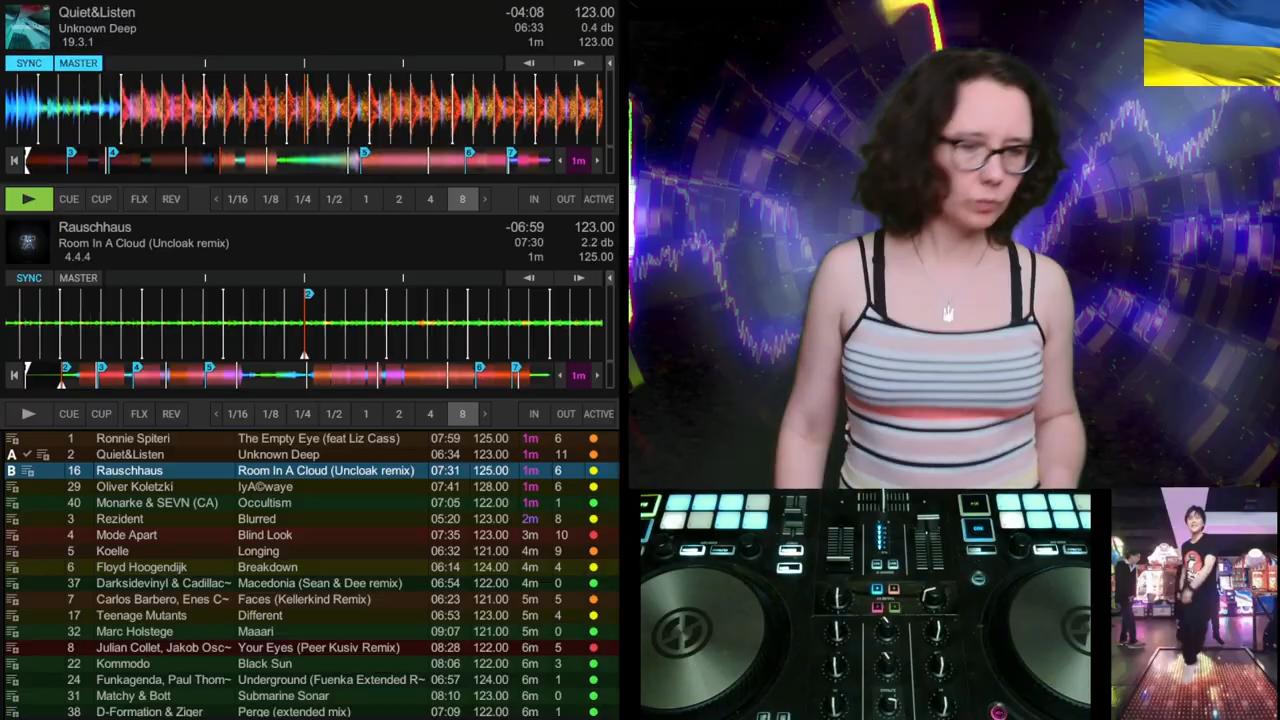 Quiet&Listen -04:08 123.00
Unknown Deep 06:33 0.4 db
19.3.1 1m 123.00
SYNC MASTER
3 4 5 6 7 1m
CUE CUP FLX REV 1/16 1/8 1/4 1/2 1 2 4 8 IN OUT ACTIVE
Rauschhaus -06:59 123.00
Room In A Cloud (Uncloak remix) 07:30 2.2 db
4.4.4 1m 125.00
SYNC MASTER
2
2 3 4 5 6 7 1m
CUE CUP FLX REV 1/16 1/8 1/4 1/2 1 2 4 8 IN OUT ACTIVE
1 Ronnie Spiteri The Empty Eye (feat Liz Cass) 07:59 125.00 1m 6
A 2 Quiet&Listen Unknown Deep 06:34 123.00 1m 11
B 16 Rauschhaus Room In A Cloud (Uncloak remix) 07:31 125.00 1m 6
29 Oliver Koletzki IyA©waye 07:41 128.00 1m 6
40 Monarke & SEVN (CA) Occultism 07:05 122.00 1m 1
3 Rezident Blurred 05:20 123.00 2m 8
4 Mode Apart Blind Look 07:35 123.00 3m 10
5 Koelle Longing 06:32 121.00 4m 9
6 Floyd Hoogendijk Breakdown 06:14 124.00 4m 4
37 Darksidevinyl & Cadillac~ Macedonia (Sean & Dee remix) 06:54 122.00 4m 0
7 Carlos Barbero, Enes C~ Faces (Kellerkind Remix) 06:23 121.00 5m 5
17 Teenage Mutants Different 06:53 123.00 5m 4
32 Marc Holstege Maaari 09:07 121.00 5m 0
8 Julian Collet, Jakob Osc~ Your Eyes (Peer Kusiv Remix) 08:28 122.00 6m 5
22 Kommodo Black Sun 08:06 122.00 6m 4
24 Funkagenda, Paul Thom~ Underground (Fuenka Extended R~ 06:57 124.00 6m 1
31 Matchy & Bott Submarine Sonar 08:10 123.00 6m 0
38 D-Formation & Ziger Perge (extended mix) 07:09 122.00 6m 1